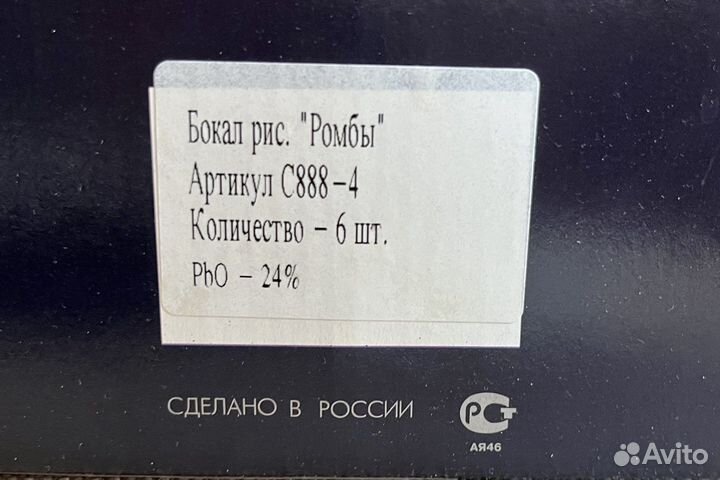 Бокал рис. "Ромбы"
Артикул С888-4
Количество - 6 шт.
PbO - 24%
СДЕЛАНО В РОССИИ
РСТ
АЯ46
Avito